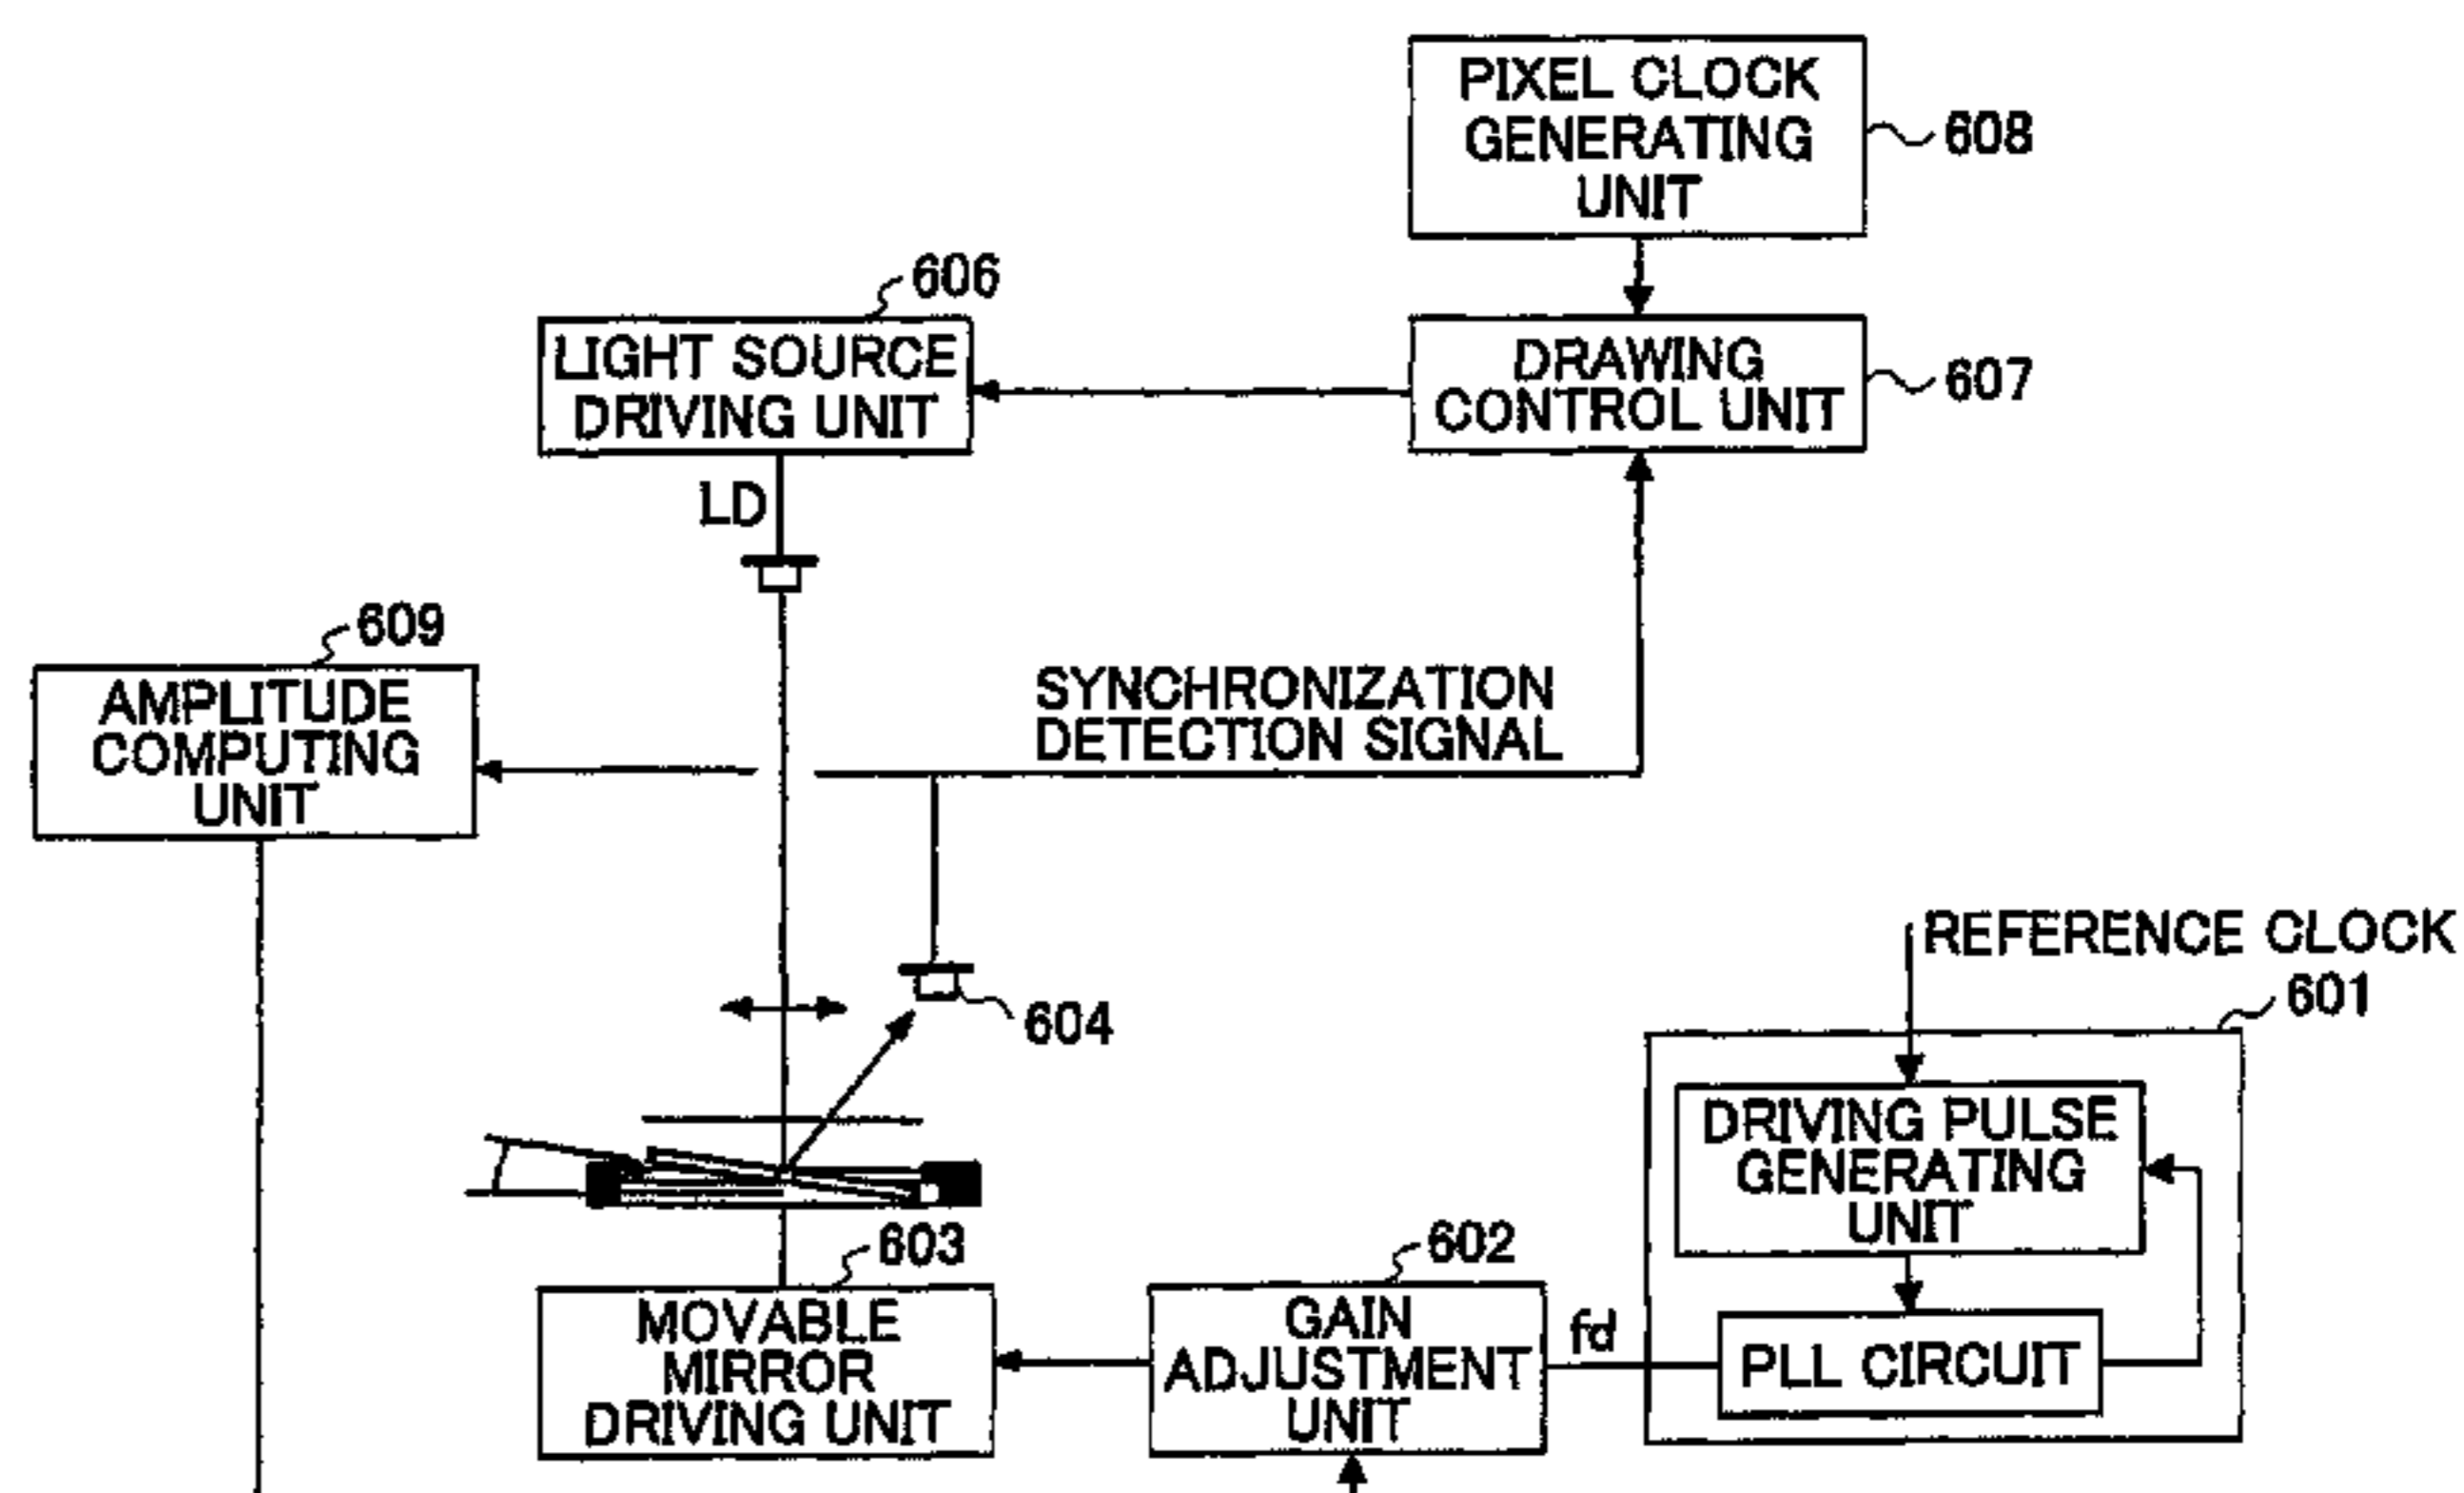 PIXEL CLOCK
GENERATING
UNIT
608
606
LIGHT SOURCE
DRIVING UNIT
DRAWING
CONTROL UNIT
607
LD
609
AMPLITUDE
COMPUTING
UNIT
SYNCHRONIZATION
DETECTION SIGNAL
REFERENCE CLOCK
601
604
DRIVING PULSE
GENERATING
UNIT
603
MOVABLE
MIRROR
DRIVING UNIT
602
GAIN
ADJUSTMENT
UNIT
fd
PLL CIRCUIT